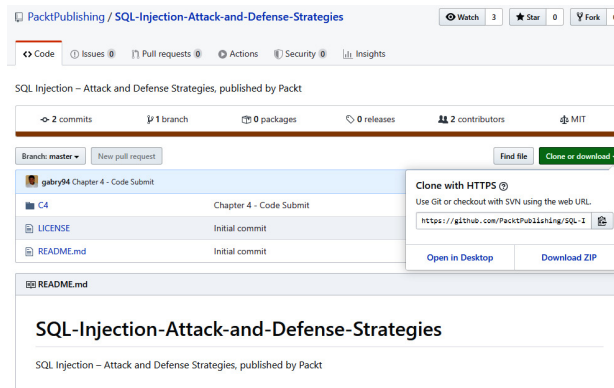 PacktPublishing / SQL-Injection-Attack-and-Defense-Strategies
Watch 3 Star 0 Fork
Code Issues 0 Pull requests 0 Actions Security 0 Insights
SQL Injection – Attack and Defense Strategies, published by Packt
2 commits 1 branch 0 packages 0 releases 2 contributors MIT
Branch: master New pull request Find file Clone or download
gabry94 Chapter 4 - Code Submit
C4 Chapter 4 - Code Submit
LICENSE Initial commit
README.md Initial commit
Clone with HTTPS
Use Git or checkout with SVN using the web URL.
https://github.com/PacktPublishing/SQL-I
Open in Desktop Download ZIP
README.md
SQL-Injection-Attack-and-Defense-Strategies
SQL Injection – Attack and Defense Strategies, published by Packt